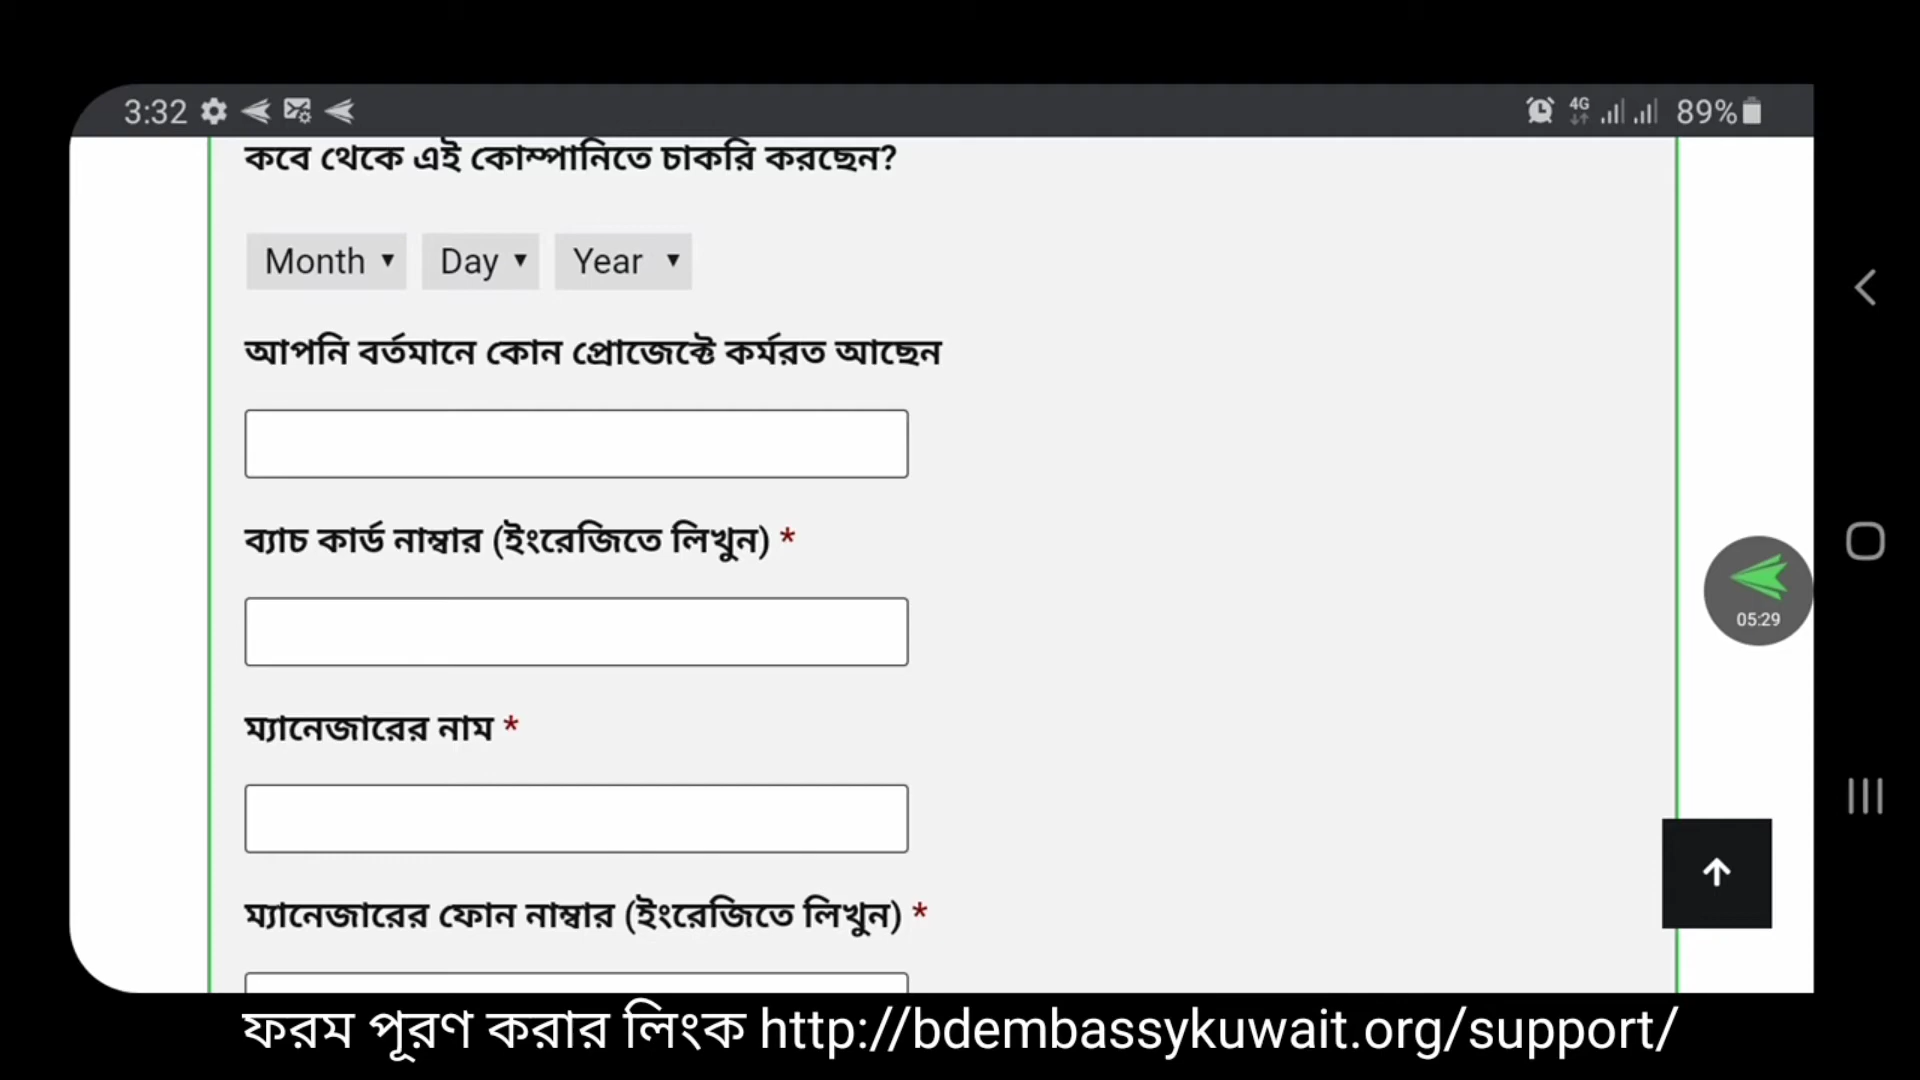 3:32 4G 89%
কবে থেকে এই কোম্পানিতে চাকরি করছেন?
Month Day Year
আপনি বর্তমানে কোন প্রোজেক্টে কর্মরত আছেন
ব্যাচ কার্ড নাম্বার (ইংরেজিতে লিখুন) *
05:29
ম্যানেজারের নাম *
ম্যানেজারের ফোন নাম্বার (ইংরেজিতে লিখুন) *
ফরম পূরণ করার লিংক http://bdembassykuwait.org/support/